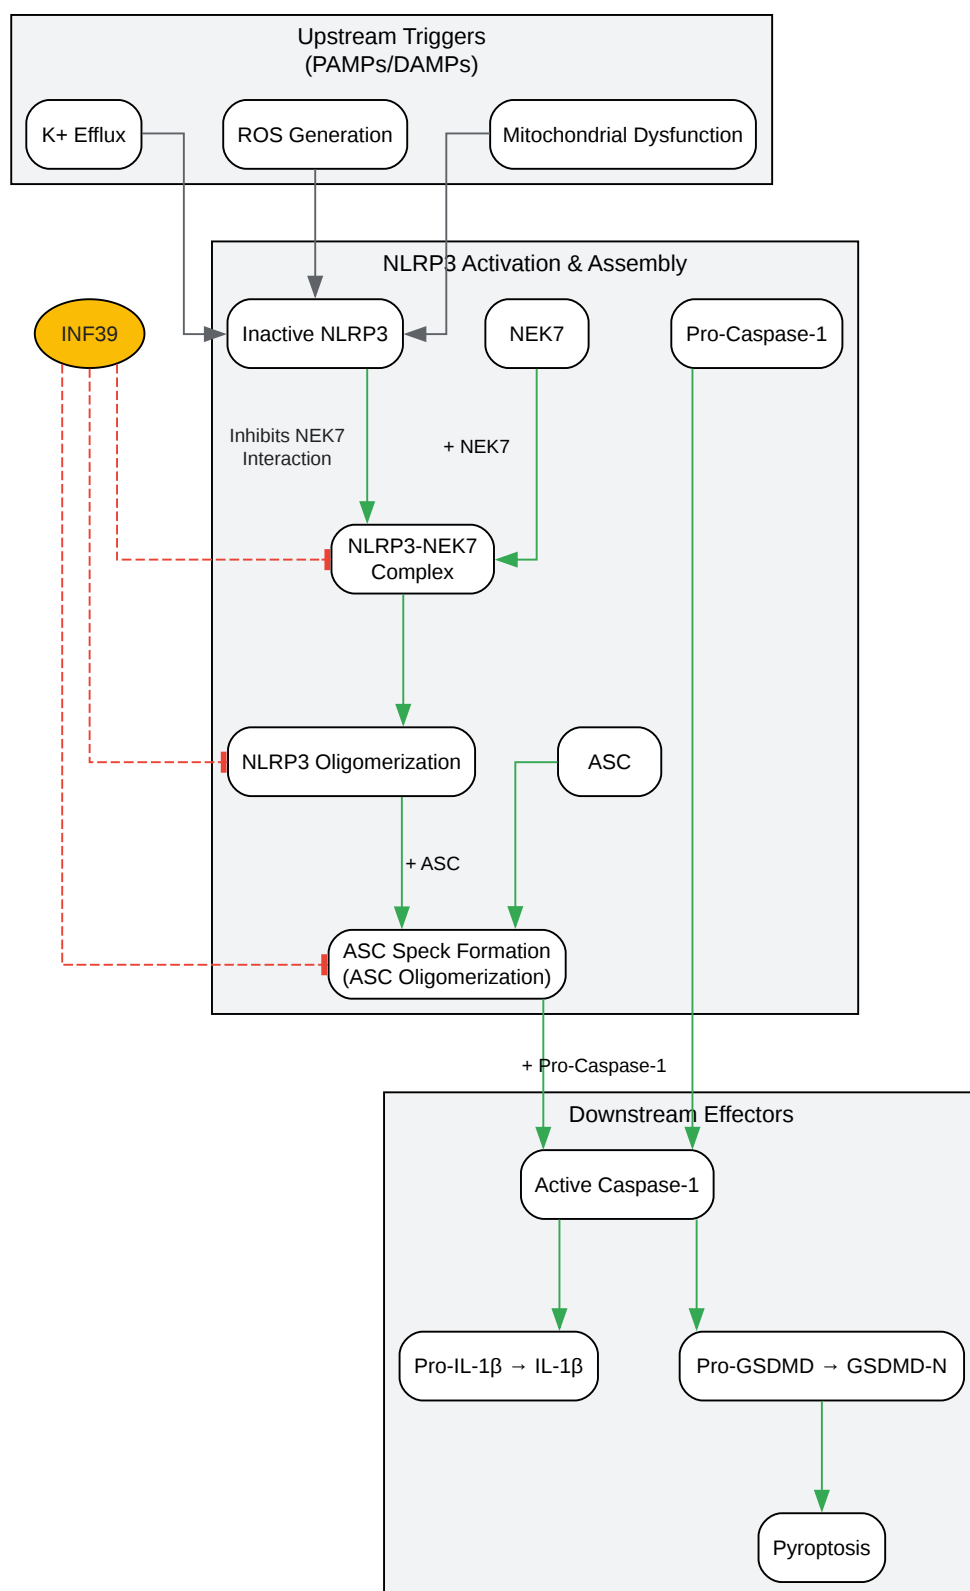 Upstream Triggers
(PAMPs/DAMPs)
K+ Efflux
ROS Generation
Mitochondrial Dysfunction
NLRP3 Activation & Assembly
INF39
Inactive NLRP3
NEK7
Pro-Caspase-1
Inhibits NEK7
Interaction
+ NEK7
NLRP3-NEK7
Complex
NLRP3 Oligomerization
ASC
+ ASC
ASC Speck Formation
(ASC Oligomerization)
+ Pro-Caspase-1
Downstream Effectors
Active Caspase-1
Pro-IL-1β → IL-1β
Pro-GSDMD → GSDMD-N
Pyroptosis